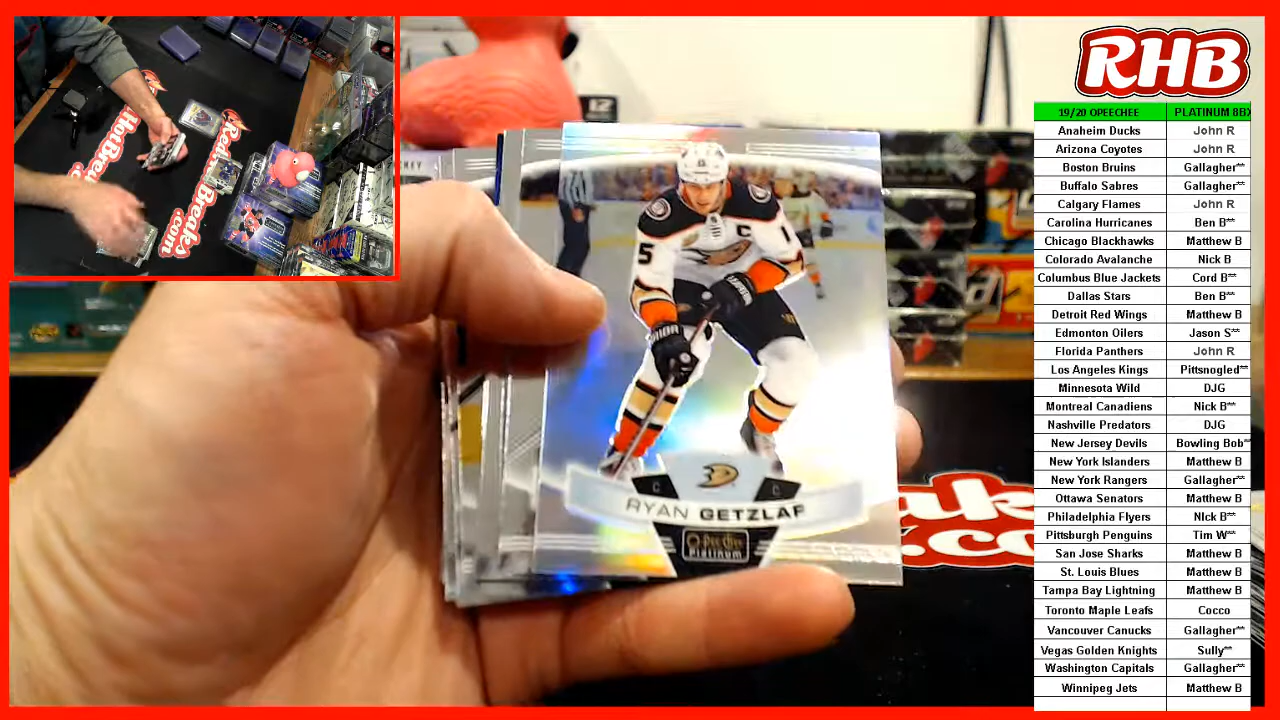 RHB
19/20 OPEECHEE PLATINUM 8BX
Anaheim Ducks John R
Arizona Coyotes John R
Boston Bruins Gallagher**
Buffalo Sabres Gallagher**
Calgary Flames John R
Carolina Hurricanes Ben B**
Chicago Blackhawks Matthew B
Colorado Avalanche Nick B
Columbus Blue Jackets Cord B**
Dallas Stars Ben B**
Detroit Red Wings Matthew B
Edmonton Oilers Jason S**
Florida Panthers John R
Los Angeles Kings Pittsnogled**
Minnesota Wild DJG
Montreal Canadiens Nick B**
Nashville Predators DJG
New Jersey Devils Bowling Bob**
New York Islanders Matthew B
New York Rangers Gallagher**
Ottawa Senators Matthew B
Philadelphia Flyers NIck B**
Pittsburgh Penguins Tim W**
San Jose Sharks Matthew B
St. Louis Blues Matthew B
Tampa Bay Lightning Matthew B
Toronto Maple Leafs Cocco
Vancouver Canucks Gallagher**
Vegas Golden Knights Sully**
Washington Capitals Gallagher**
Winnipeg Jets Matthew B
HotBreaks
RedHotBreaks
.com
12
C
5
C C
RYAN GETZLAF
O-pee-chee
Platinum